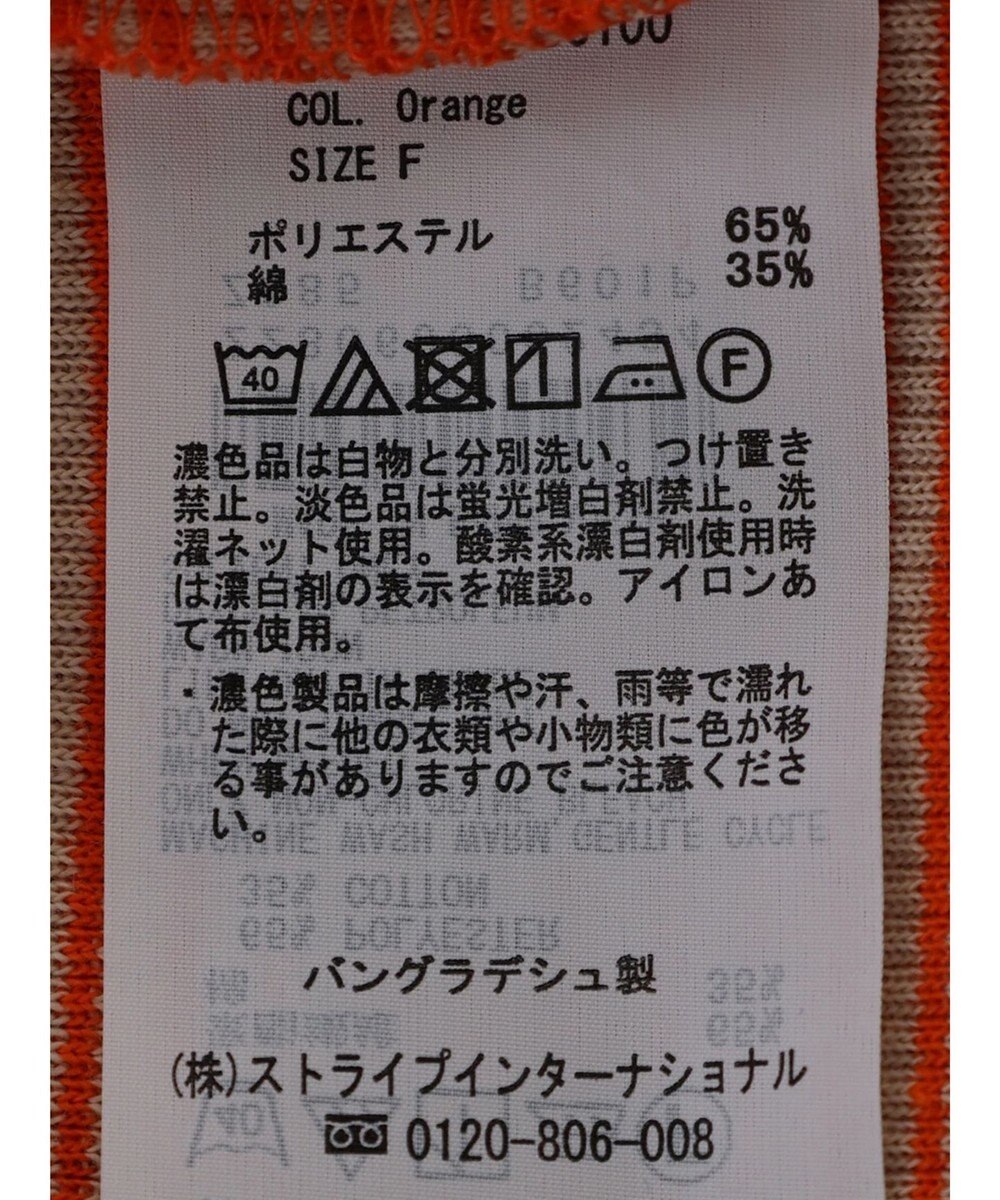 COL. Orange
SIZE F
ポリエステル 65%
綿 35%
40 F
濃色品は白物と分別洗い。つけ置き
禁止。淡色品は蛍光増白剤禁止。洗
濯ネット使用。酸素系漂白剤使用時
は漂白剤の表示を確認。アイロンあ
て布使用。
・濃色製品は摩擦や汗、雨等で濡れ
た際に他の衣類や小物類に色が移
る事がありますのでご注意くださ
い。
バングラデシュ製
(株)ストライプインターナショナル
0120-806-008